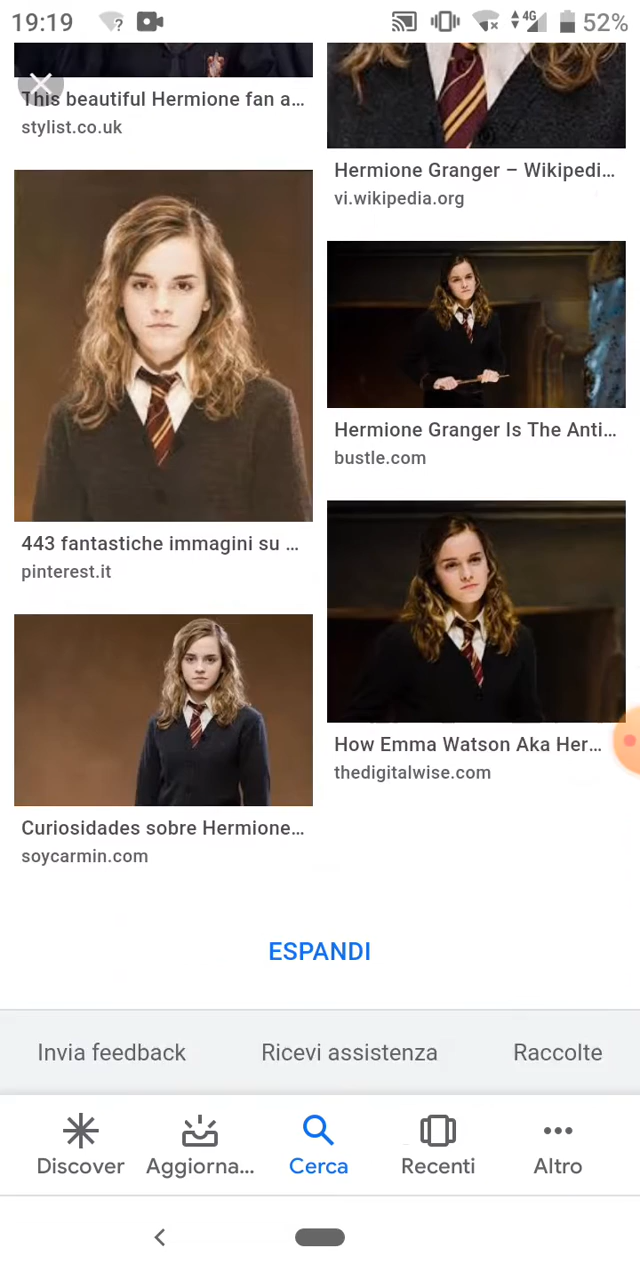 19:19
?
4G
52%
This beautiful Hermione fan a...
stylist.co.uk
Hermione Granger – Wikipedi...
vi.wikipedia.org
Hermione Granger Is The Anti...
bustle.com
443 fantastiche immagini su ...
pinterest.it
How Emma Watson Aka Her...
thedigitalwise.com
Curiosidades sobre Hermione...
soycarmin.com
ESPANDI
Invia feedback
Ricevi assistenza
Raccolte
Discover
Aggiorna...
Cerca
Recenti
Altro